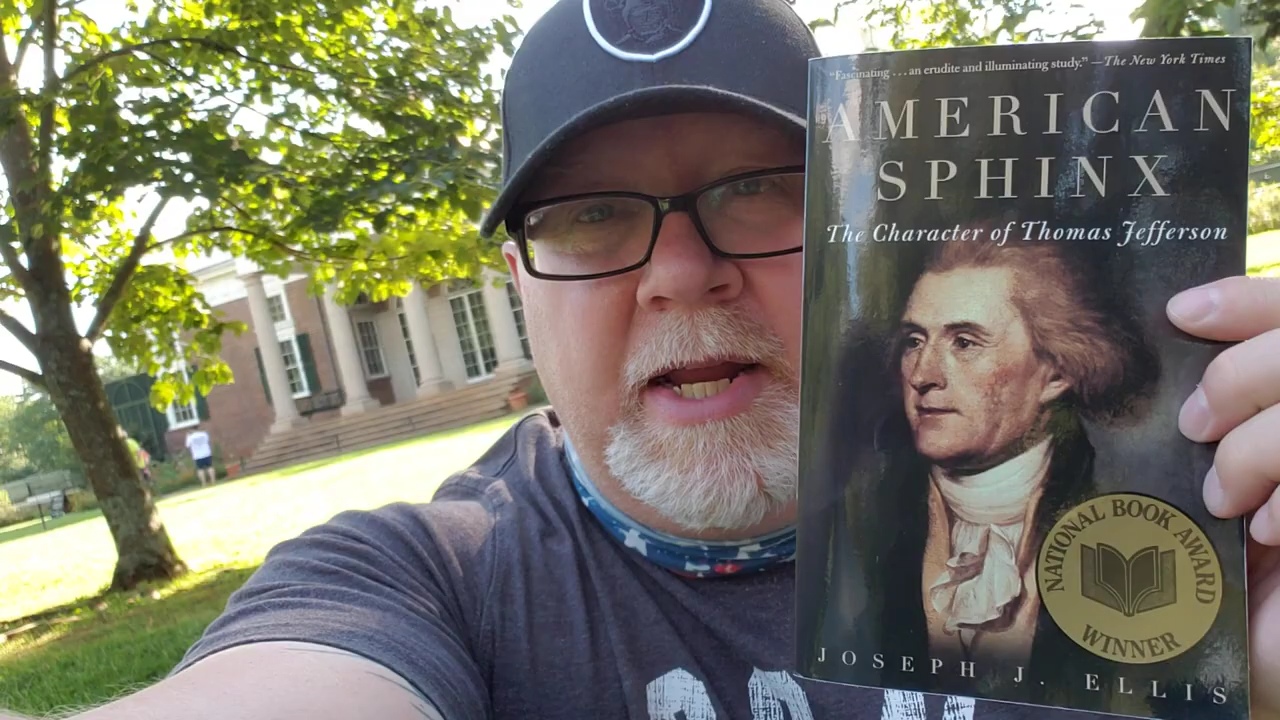 “Fascinating . . . an erudite and illuminating study.” —The New York Times
AMERICAN
SPHINX
The Character of Thomas Jefferson
NATIONAL BOOK AWARD
WINNER
JOSEPH J. ELLIS